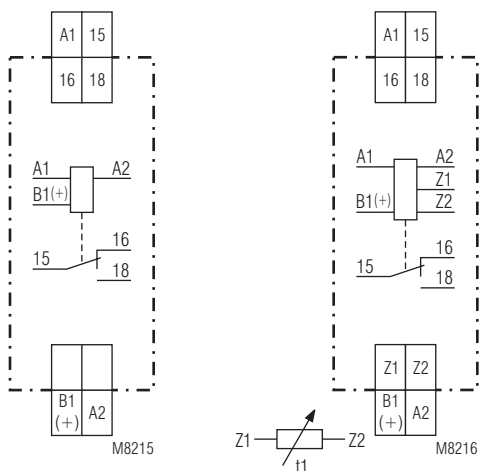 A1 15
16 18
A1 A2
B1(+)
15 16
18
B1 (+) A2
M8215
A1 15
16 18
A1 A2
Z1
B1(+) Z2
15 16
18
Z1 Z2
B1 (+) A2
Z1 Z2
t1
M8216